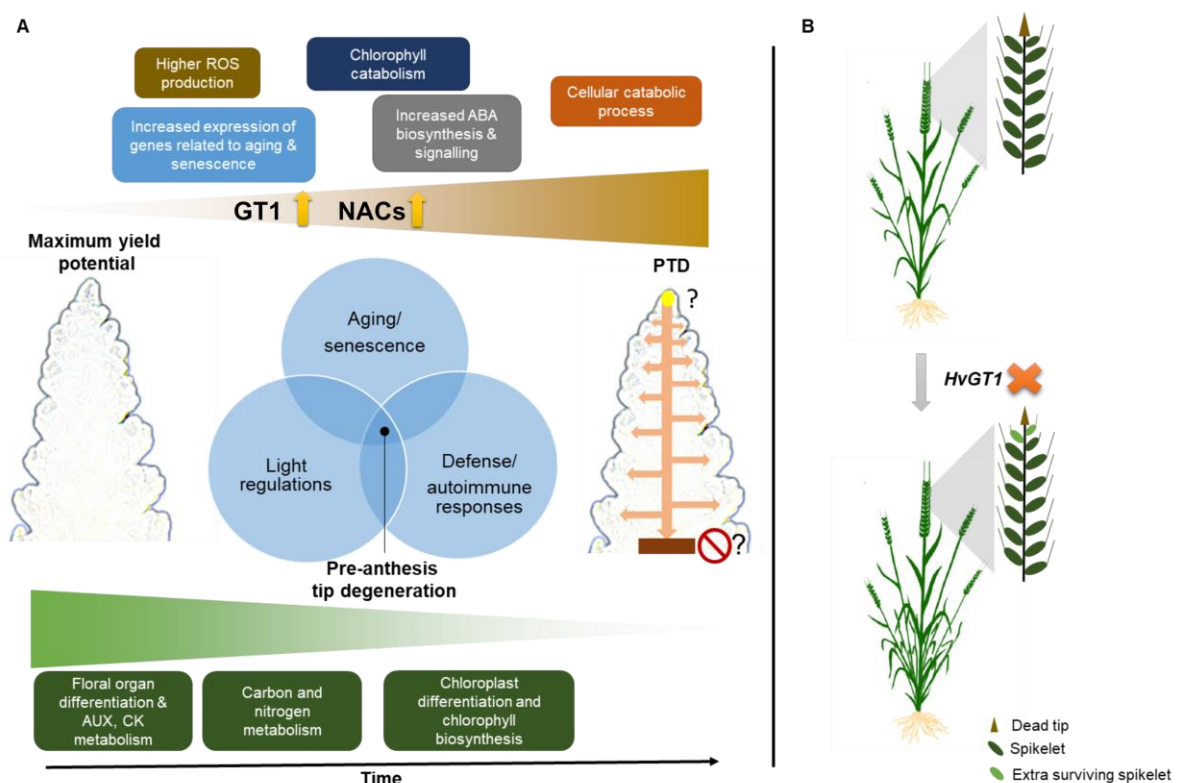 A
Higher ROS
production
Chlorophyll
catabolism
Cellular catabolic
process
Increased expression of
genes related to aging &
senescence
Increased ABA
biosynthesis &
signalling
GT1
NACs
Maximum yield
potential
PTD
?
Aging/
senescence
Light
regulations
Defense/
autoimmune
responses
?
Pre-anthesis
tip degeneration
Floral organ
differentiation &
AUX, CK
metabolism
Carbon and
nitrogen
metabolism
Chloroplast
differentiation and
chlorophyll
biosynthesis
Time
B
HvGT1
Dead tip
Spikelet
Extra surviving spikelet